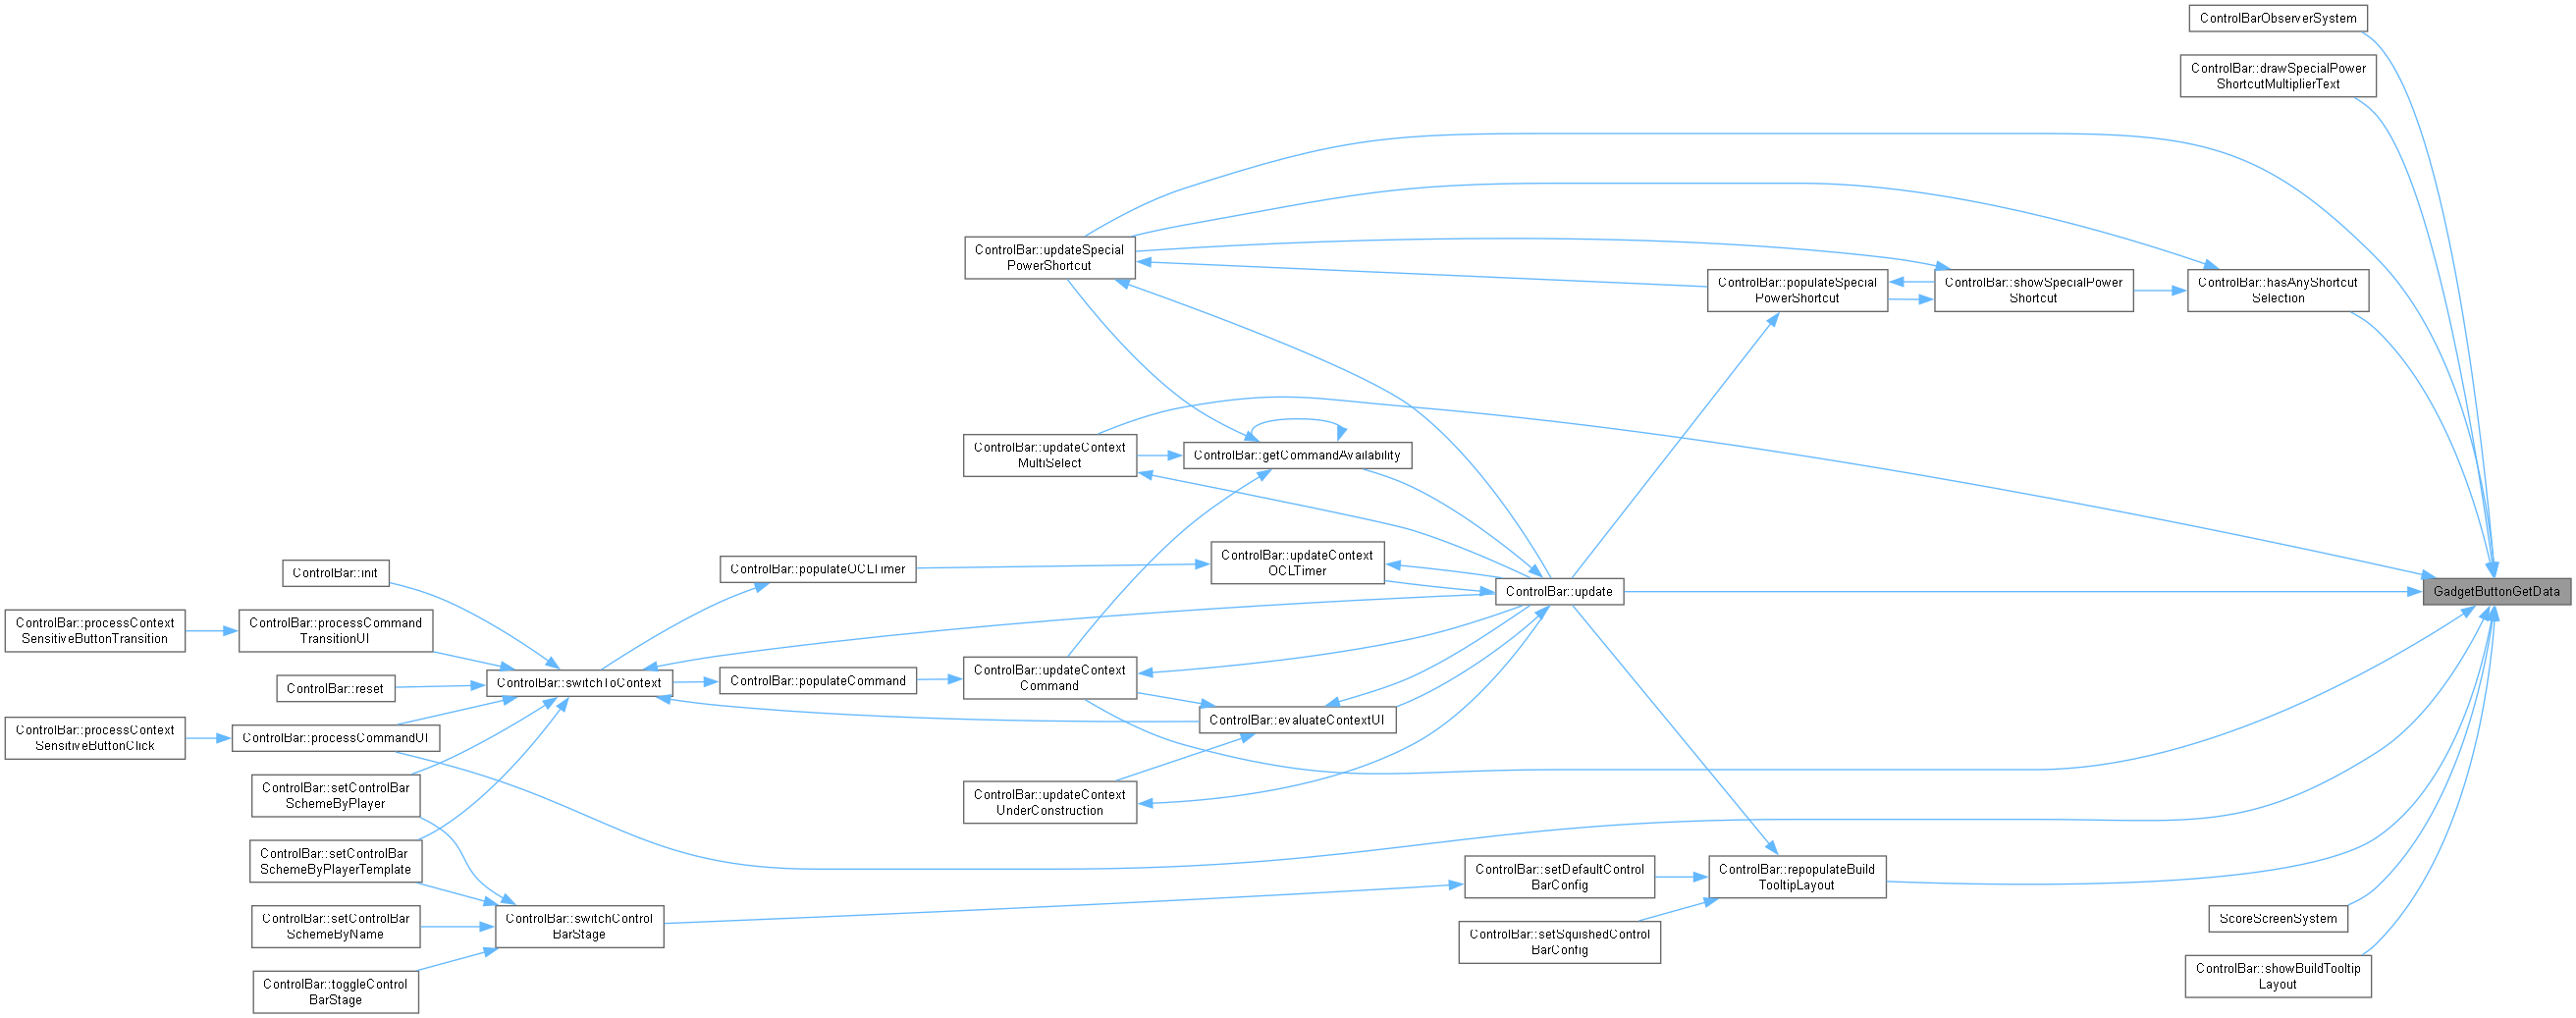 ControlBarObserverSystem
ControlBar::drawSpecialPower
ShortcutMultiplierText
ControlBar::updateSpecial
PowerShortcut
ControlBar::populateSpecial
PowerShortcut
ControlBar::showSpecialPower
Shortcut
ControlBar::hasAnyShortcut
Selection
ControlBar::updateContext
MultiSelect
ControlBar::getCommandAvailability
ControlBar::init
ControlBar::populateOCLTimer
ControlBar::updateContext
OCLTimer
ControlBar::update
GadgetButtonGetData
ControlBar::processContext
SensitiveButtonTransition
ControlBar::processCommand
TransitionUI
ControlBar::reset
ControlBar::switchToContext
ControlBar::populateCommand
ControlBar::updateContext
Command
ControlBar::evaluateContextUI
ControlBar::processContext
SensitiveButtonClick
ControlBar::processCommandUI
ControlBar::setControlBar
SchemeByPlayer
ControlBar::updateContext
UnderConstruction
ControlBar::setControlBar
SchemeByPlayerTemplate
ControlBar::setDefaultControl
BarConfig
ControlBar::repopulateBuild
TooltipLayout
ControlBar::setControlBar
SchemeByName
ControlBar::switchControl
BarStage
ControlBar::setSquishedControl
BarConfig
ScoreScreenSystem
ControlBar::toggleControl
BarStage
ControlBar::showBuildTooltip
Layout